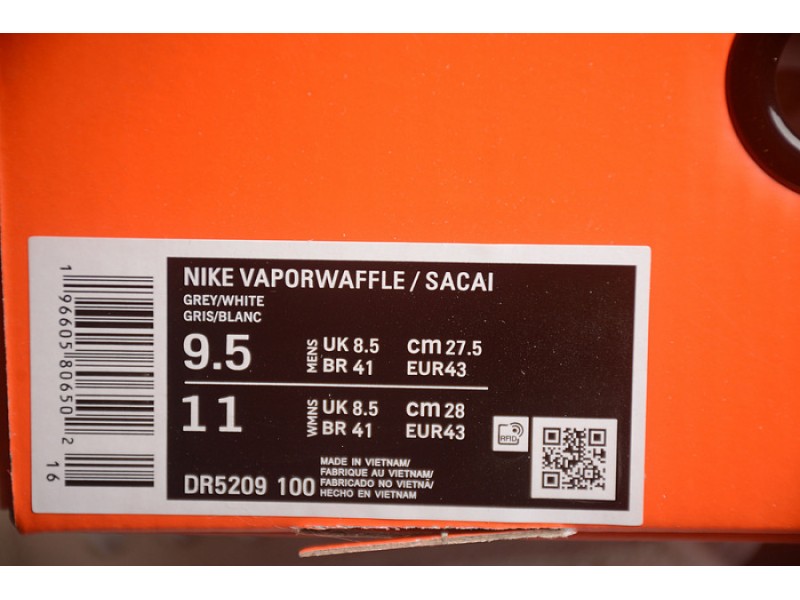 NIKE VAPORWAFFLE / SACAI
GREY/WHITE
GRIS/BLANC
9.5 MENS UK 8.5 cm 27.5
BR 41 EUR43
11 WMNS UK 8.5 cm 28
BR 41 EUR43
RFID
DR5209 100
MADE IN VIETNAM/
FABRIQUE AU VIETNAM/
FABRICADO NO VIETNÃ/
HECHO EN VIETNAM
1 96605 80650 2
16